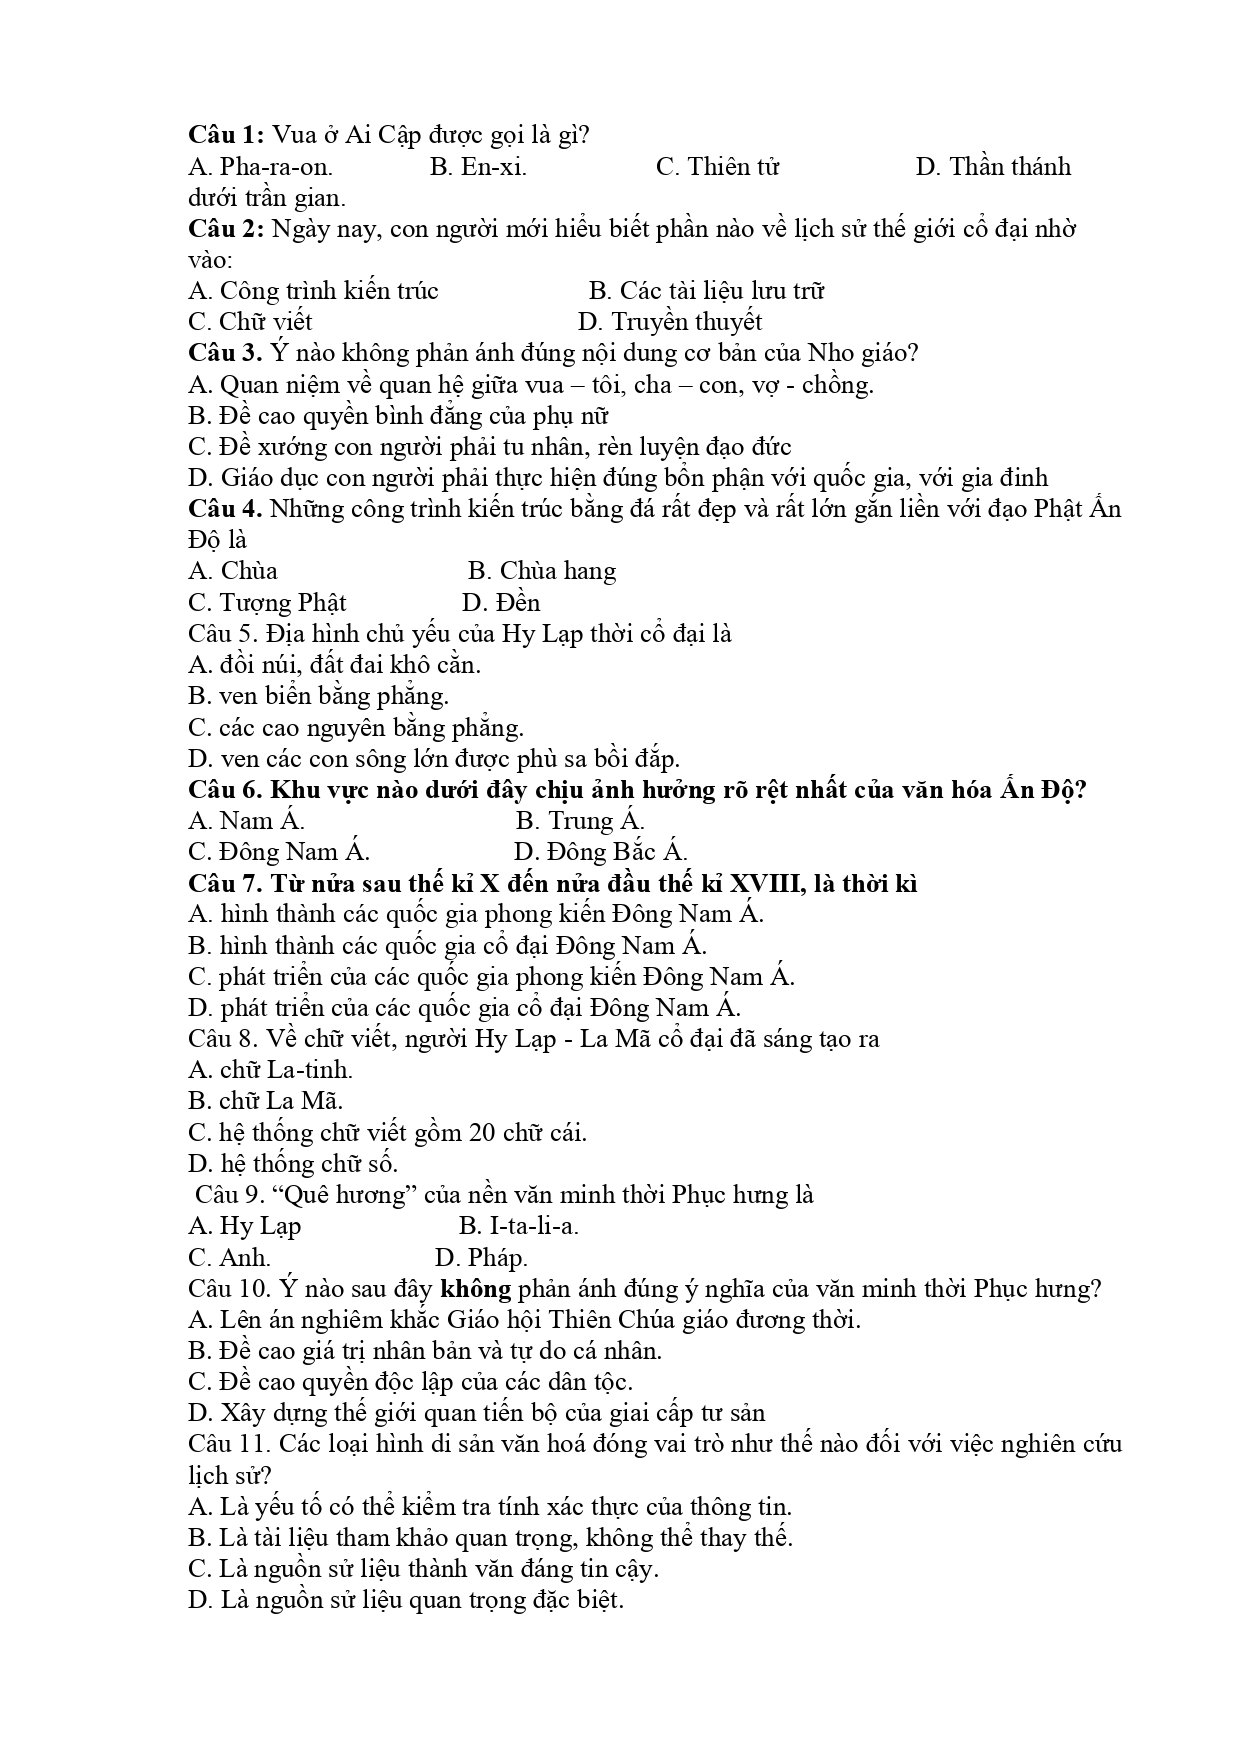 Câu 1: Vua ở Ai Cập được gọi là gì?
A. Pha-ra-on. B. En-xi. C. Thiên tử D. Thần thánh
dưới trần gian.
Câu 2: Ngày nay, con người mới hiểu biết phần nào về lịch sử thế giới cổ đại nhờ
vào:
A. Công trình kiến trúc B. Các tài liệu lưu trữ
C. Chữ viết D. Truyền thuyết
Câu 3. Ý nào không phản ánh đúng nội dung cơ bản của Nho giáo?
A. Quan niệm về quan hệ giữa vua – tôi, cha – con, vợ - chồng.
B. Đề cao quyền bình đẳng của phụ nữ
C. Đề xướng con người phải tu nhân, rèn luyện đạo đức
D. Giáo dục con người phải thực hiện đúng bổn phận với quốc gia, với gia đinh
Câu 4. Những công trình kiến trúc bằng đá rất đẹp và rất lớn gắn liền với đạo Phật Ấn
Độ là
A. Chùa B. Chùa hang
C. Tượng Phật D. Đền
Câu 5. Địa hình chủ yếu của Hy Lạp thời cổ đại là
A. đồi núi, đất đai khô cằn.
B. ven biển bằng phẳng.
C. các cao nguyên bằng phẳng.
D. ven các con sông lớn được phù sa bồi đắp.
Câu 6. Khu vực nào dưới đây chịu ảnh hưởng rõ rệt nhất của văn hóa Ấn Độ?
A. Nam Á. B. Trung Á.
C. Đông Nam Á. D. Đông Bắc Á.
Câu 7. Từ nửa sau thế kỉ X đến nửa đầu thế kỉ XVIII, là thời kì
A. hình thành các quốc gia phong kiến Đông Nam Á.
B. hình thành các quốc gia cổ đại Đông Nam Á.
C. phát triển của các quốc gia phong kiến Đông Nam Á.
D. phát triển của các quốc gia cổ đại Đông Nam Á.
Câu 8. Về chữ viết, người Hy Lạp - La Mã cổ đại đã sáng tạo ra
A. chữ La-tinh.
B. chữ La Mã.
C. hệ thống chữ viết gồm 20 chữ cái.
D. hệ thống chữ số.
Câu 9. “Quê hương” của nền văn minh thời Phục hưng là
A. Hy Lạp B. I-ta-li-a.
C. Anh. D. Pháp.
Câu 10. Ý nào sau đây không phản ánh đúng ý nghĩa của văn minh thời Phục hưng?
A. Lên án nghiêm khắc Giáo hội Thiên Chúa giáo đương thời.
B. Đề cao giá trị nhân bản và tự do cá nhân.
C. Đề cao quyền độc lập của các dân tộc.
D. Xây dựng thế giới quan tiến bộ của giai cấp tư sản
Câu 11. Các loại hình di sản văn hoá đóng vai trò như thế nào đối với việc nghiên cứu
lịch sử?
A. Là yếu tố có thể kiểm tra tính xác thực của thông tin.
B. Là tài liệu tham khảo quan trọng, không thể thay thế.
C. Là nguồn sử liệu thành văn đáng tin cậy.
D. Là nguồn sử liệu quan trọng đặc biệt.